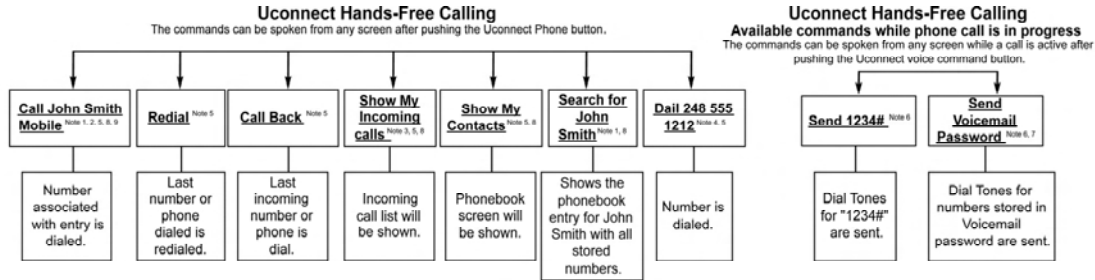 Uconnect Hands-Free Calling
The commands can be spoken from any screen after pushing the Uconnect Phone button.
Call John Smith
Mobile Note 1, 2, 5, 8, 9
Redial Note 5
Call Back Note 5
Show My
Incoming
calls Note 3, 5, 8
Show My
Contacts Note 5, 8
Search for
John
Smith Note 1, 8
Dail 248 555
1212 Note 4, 5
Number
associated
with entry is
dialed.
Last
number or
phone
dialed is
redialed.
Last
incoming
number or
phone is
dial.
Incoming
call list will
be shown.
Phonebook
screen will
be shown.
Shows the
phonebook
entry for John
Smith with all
stored
numbers.
Number is
dialed.
Uconnect Hands-Free Calling
Available commands while phone call is in progress
The commands can be spoken from any screen while a call is active after
pushing the Uconnect voice command button.
Send 1234# Note 6
Send
Voicemail
Password Note 6, 7
Dial Tones
for "1234#"
are sent.
Dial Tones for
numbers stored in
Voicemail
password are sent.